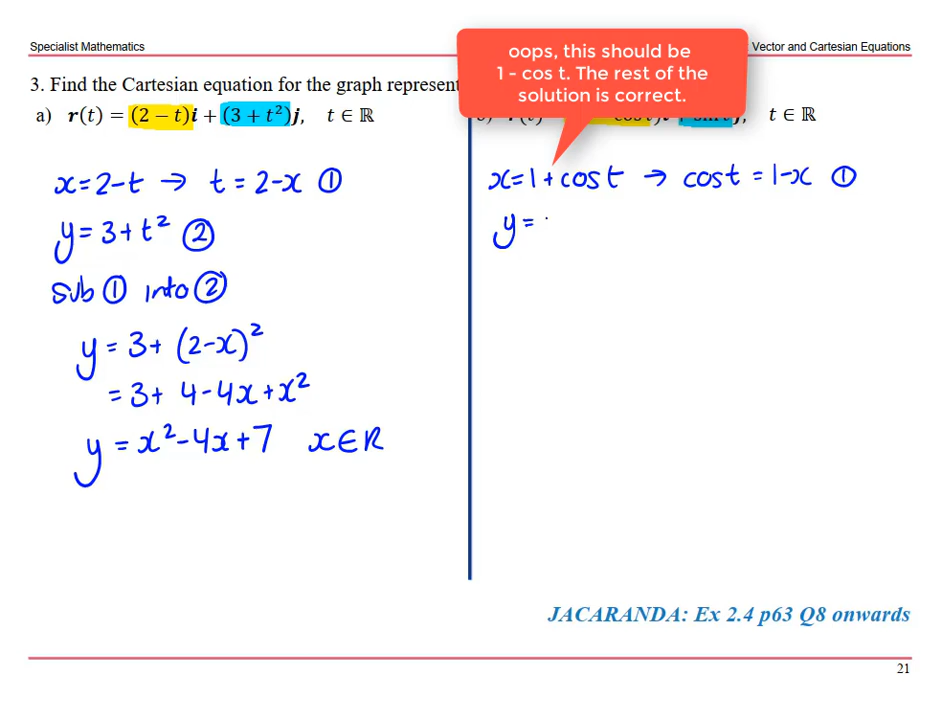 Specialist Mathematics
Vector and Cartesian Equations
oops, this should be
1 - cos t. The rest of the
solution is correct.
3. Find the Cartesian equation for the graph represent
a) r(t) = (2 − t)i + (3 + t²)j, t ∈ ℝ
t ∈ ℝ
x = 2-t → t = 2-x ①
y = 3+t² ②
sub ① into ②
y = 3+ (2-x)²
= 3+ 4-4x+x²
y = x²-4x+7 x∈R
x = 1+cos t → cos t = 1-x ①
y =
JACARANDA: Ex 2.4 p63 Q8 onwards
21